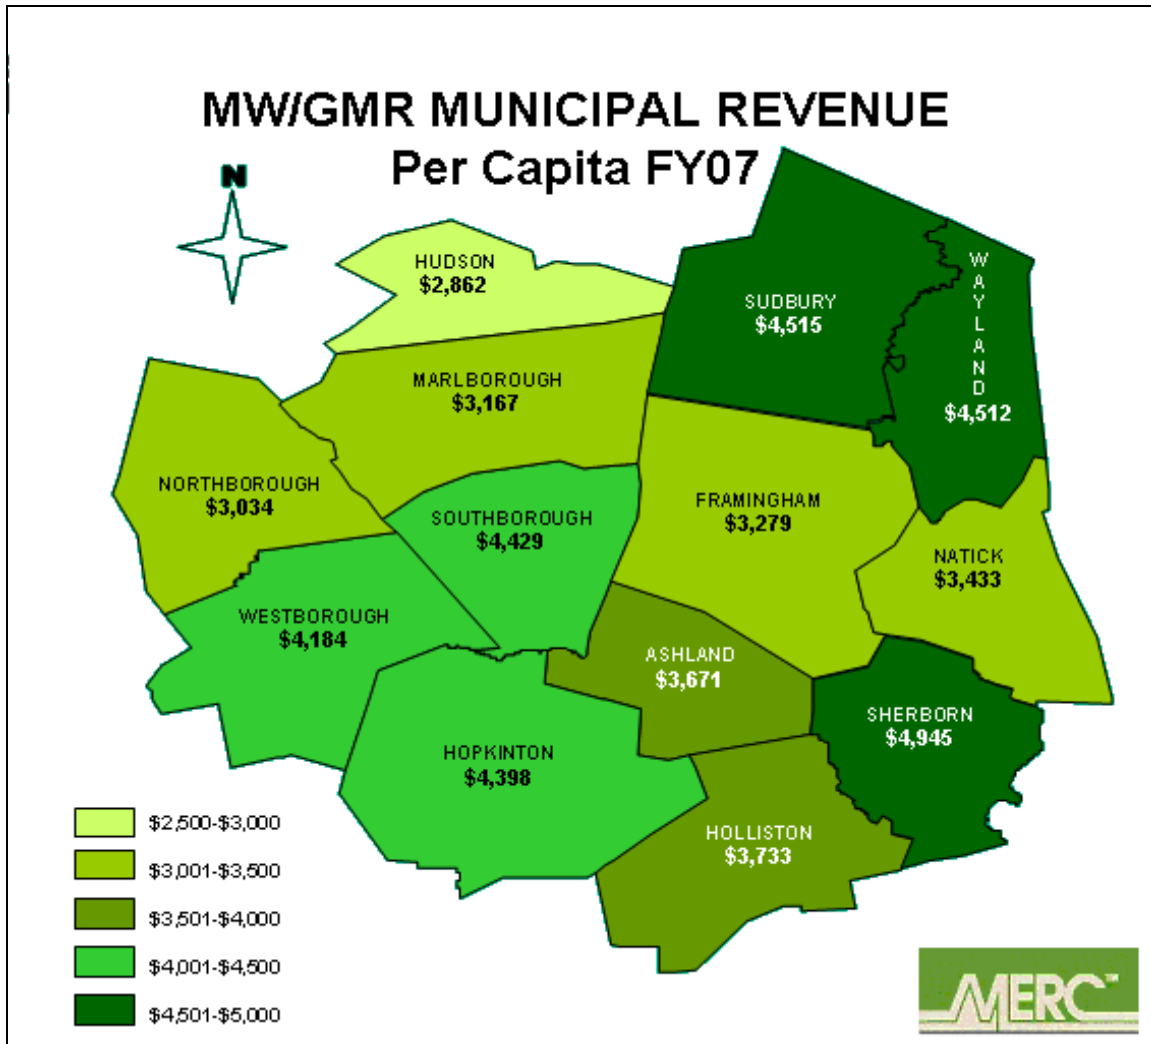 MW/GMR MUNICIPAL REVENUE
Per Capita FY07
N
HUDSON
$2,862
SUDBURY
$4,515
WAYLAND
$4,512
MARLBOROUGH
$3,167
NORTHBOROUGH
$3,034
SOUTHBOROUGH
$4,429
FRAMINGHAM
$3,279
NATICK
$3,433
WESTBOROUGH
$4,184
ASHLAND
$3,671
SHERBORN
$4,945
HOPKINTON
$4,398
HOLLISTON
$3,733
$2,500-$3,000
$3,001-$3,500
$3,501-$4,000
$4,001-$4,500
$4,501-$5,000
MERC™